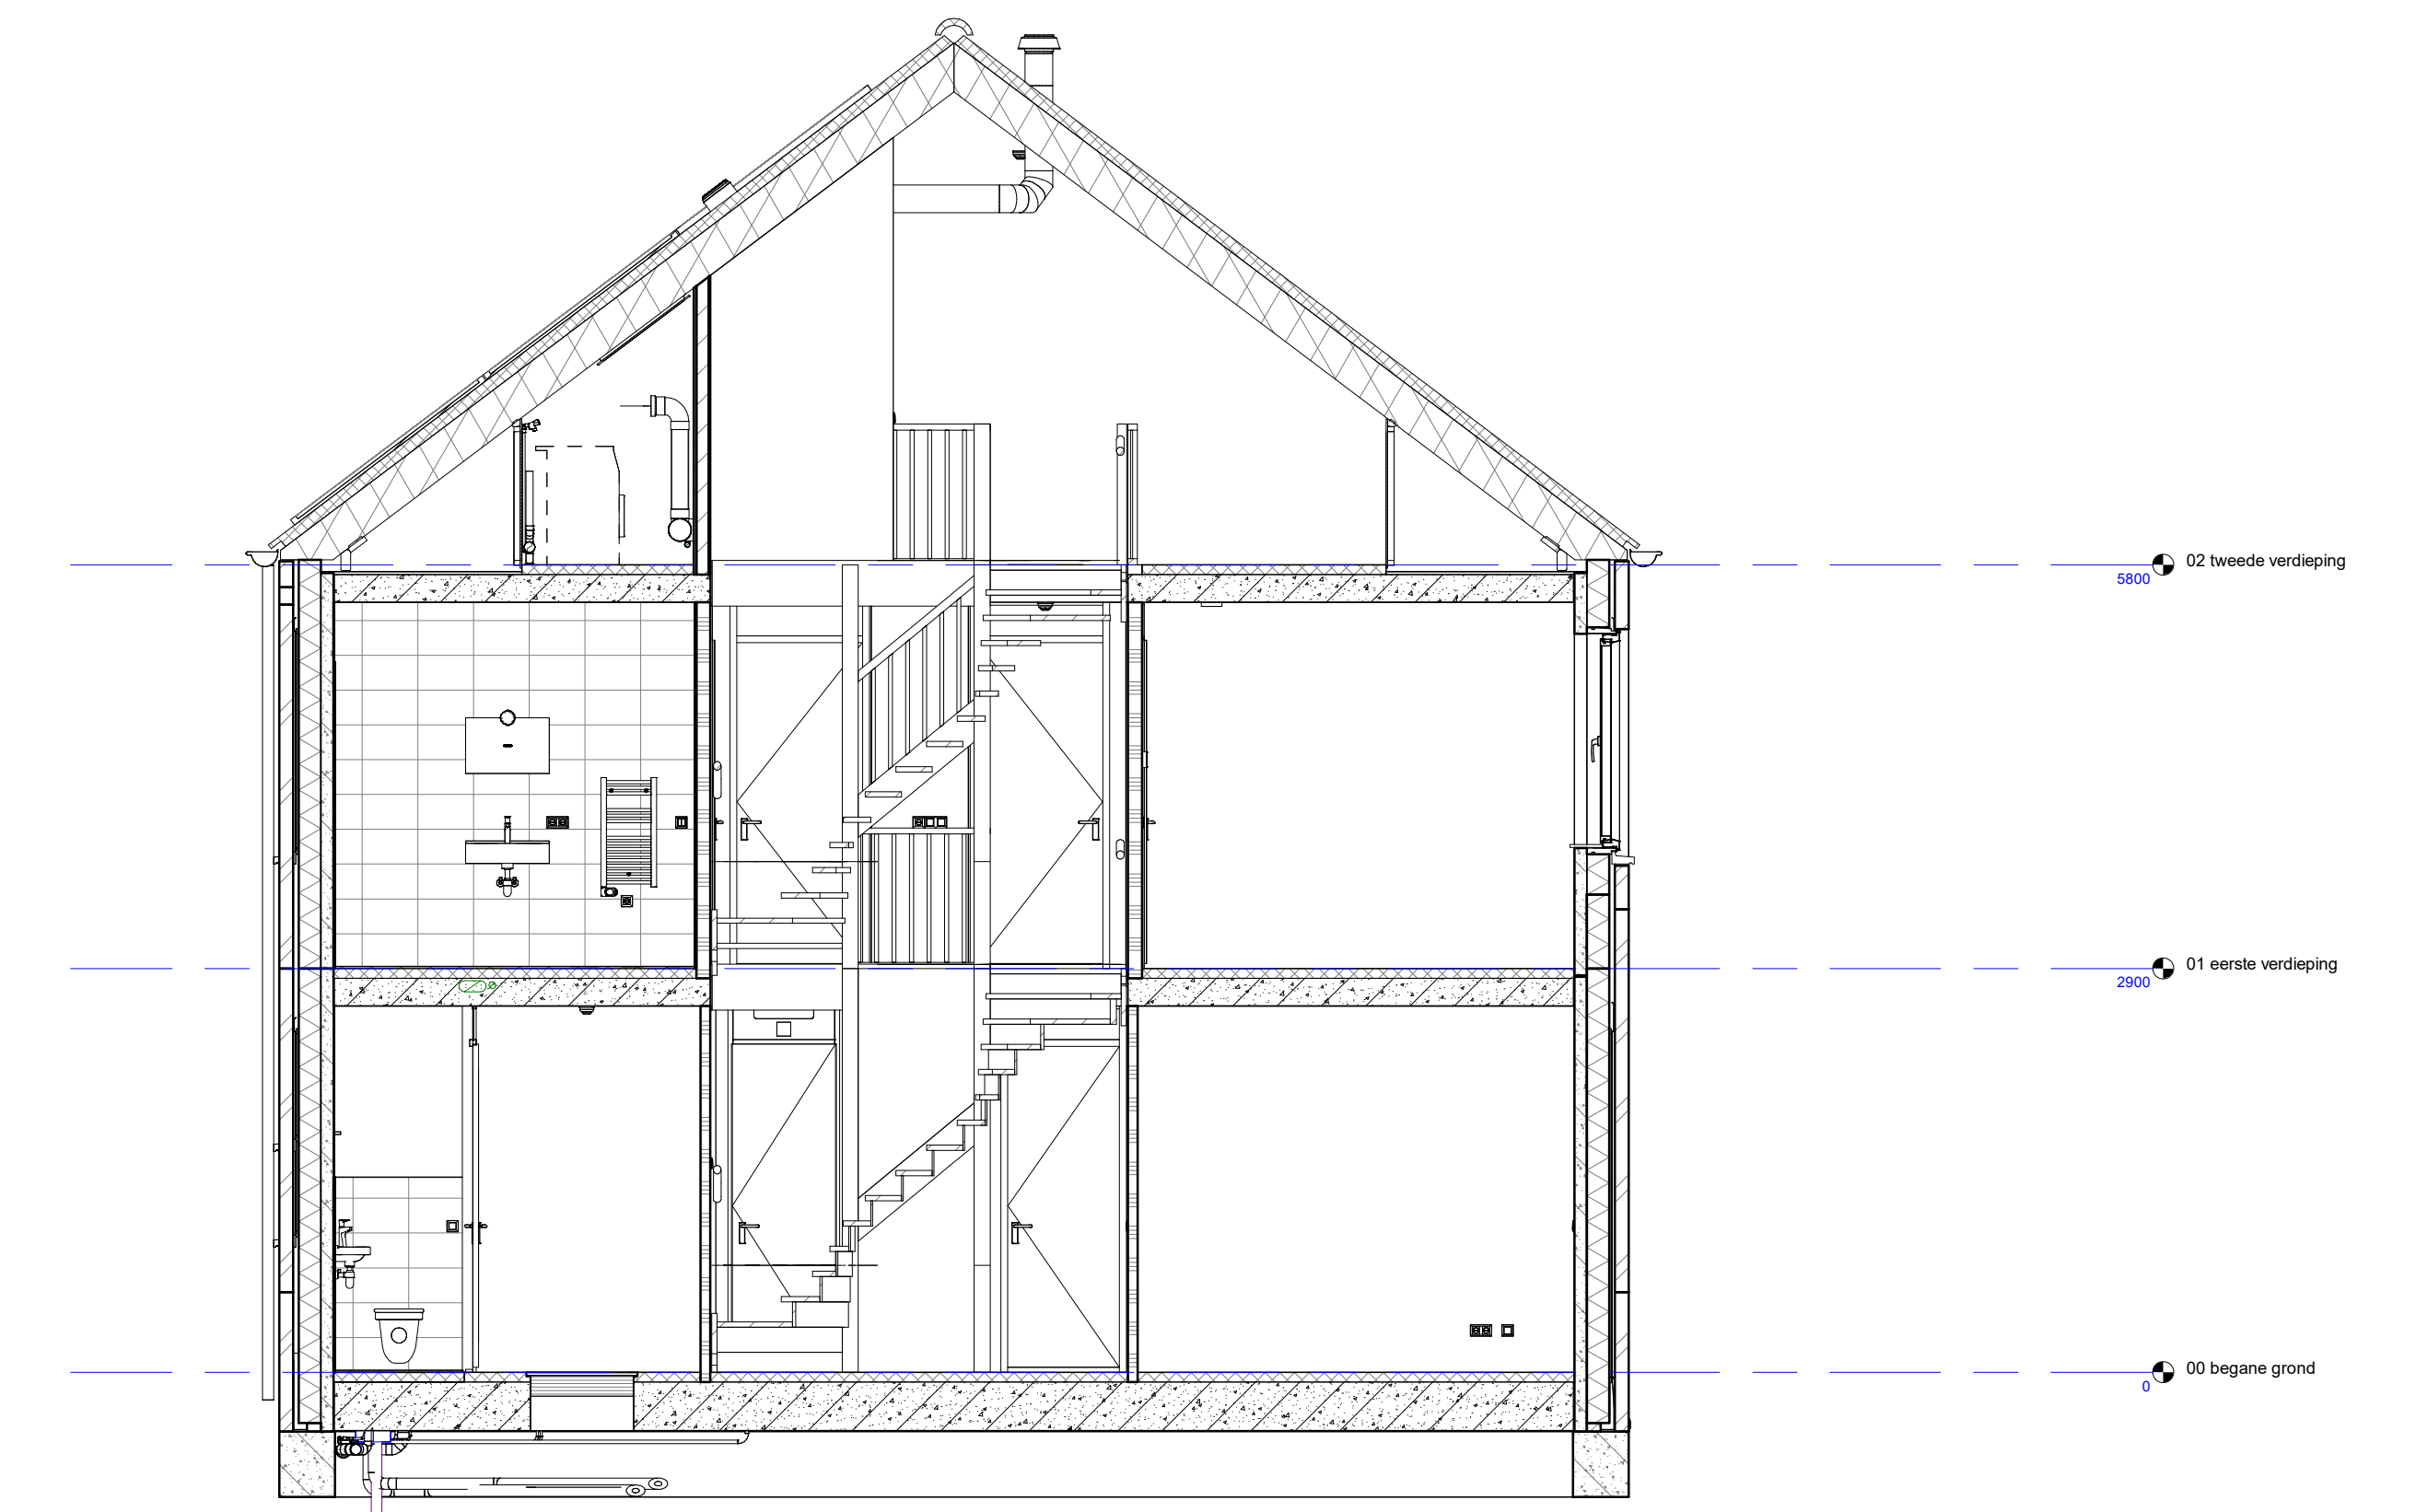 02 tweede verdieping
5800
01 eerste verdieping
2900
00 begane grond
0